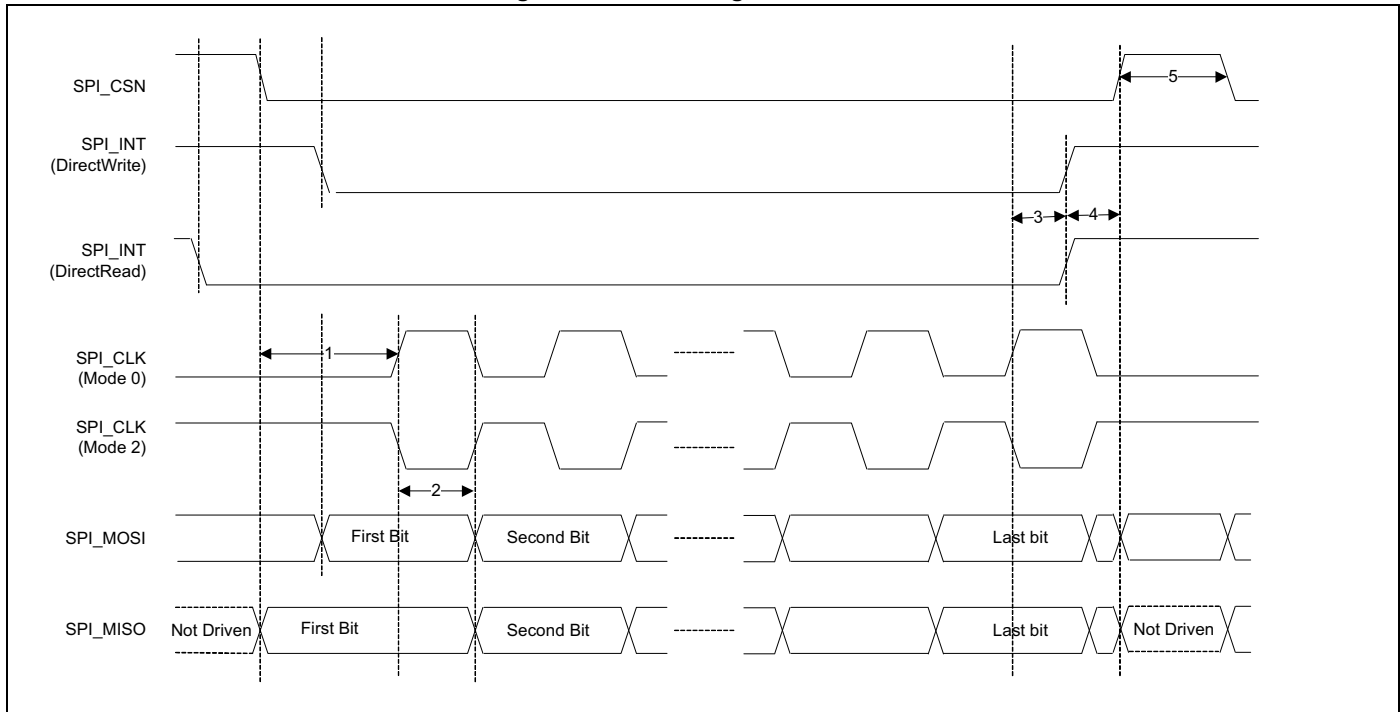 SPI_CSN
5
SPI_INT
(DirectWrite)
3
4
SPI_INT
(DirectRead)
1
SPI_CLK
(Mode 0)
SPI_CLK
(Mode 2)
2
SPI_MOSI
First Bit
Second Bit
Last bit
SPI_MISO
Not Driven
First Bit
Second Bit
Last bit
Not Driven